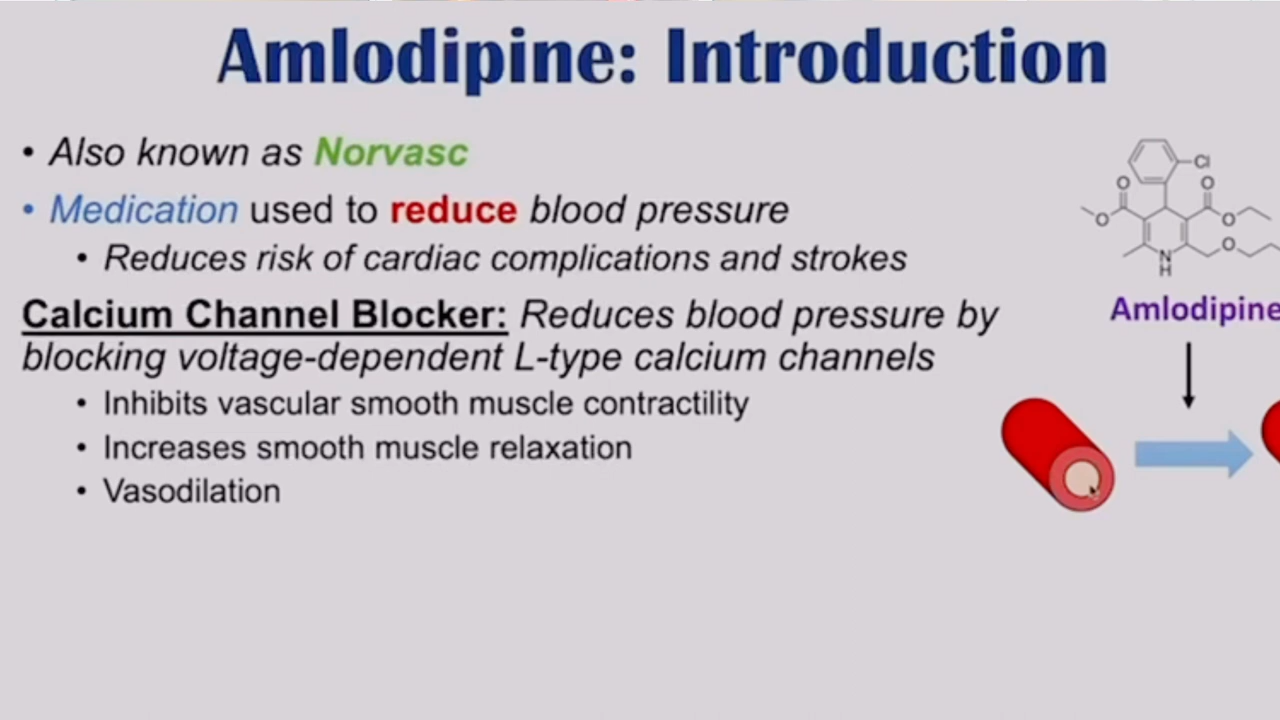 Amlodipine: Introduction
• Also known as Norvasc
• Medication used to reduce blood pressure
• Reduces risk of cardiac complications and strokes
Calcium Channel Blocker: Reduces blood pressure by
blocking voltage-dependent L-type calcium channels
• Inhibits vascular smooth muscle contractility
• Increases smooth muscle relaxation
• Vasodilation
Cl
O
O
O
O
O
N
H
Amlodipine